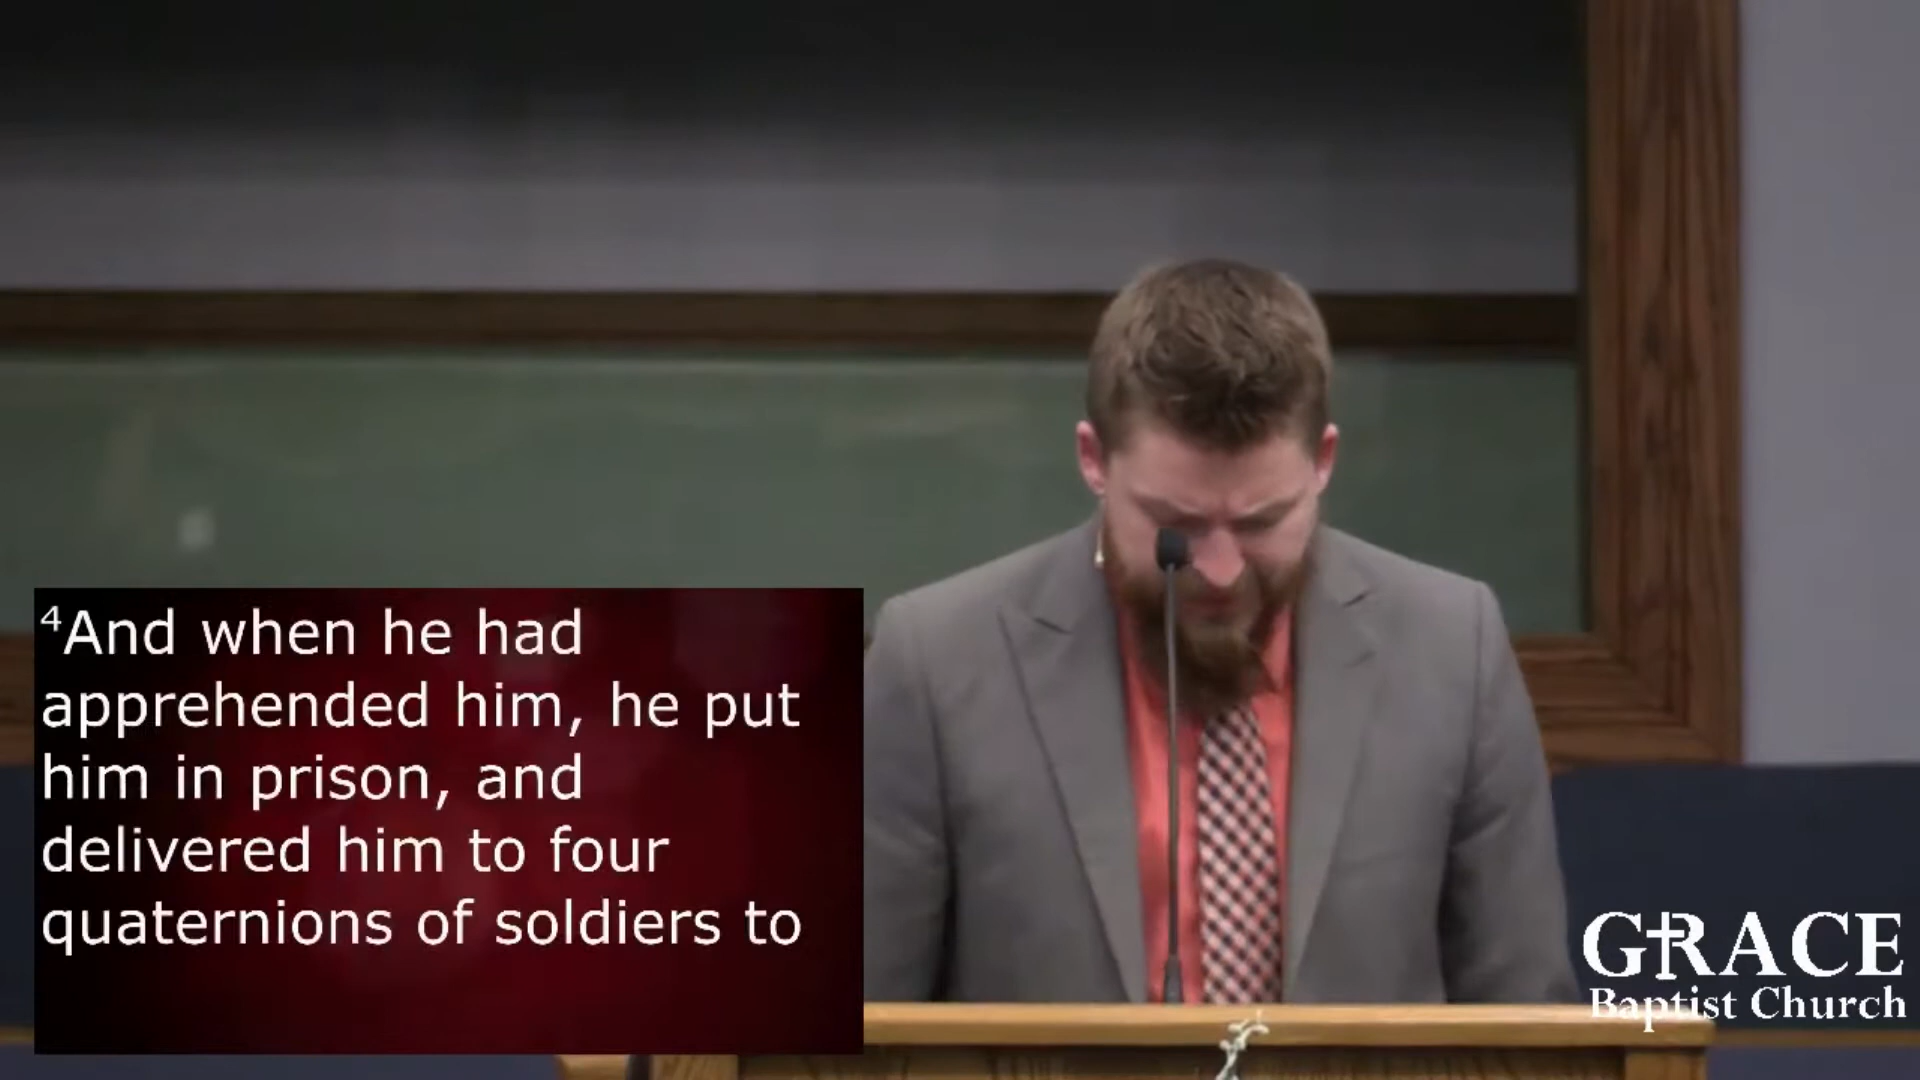 ⁴And when he had
apprehended him, he put
him in prison, and
delivered him to four
quaternions of soldiers to
GRACE
Baptist Church